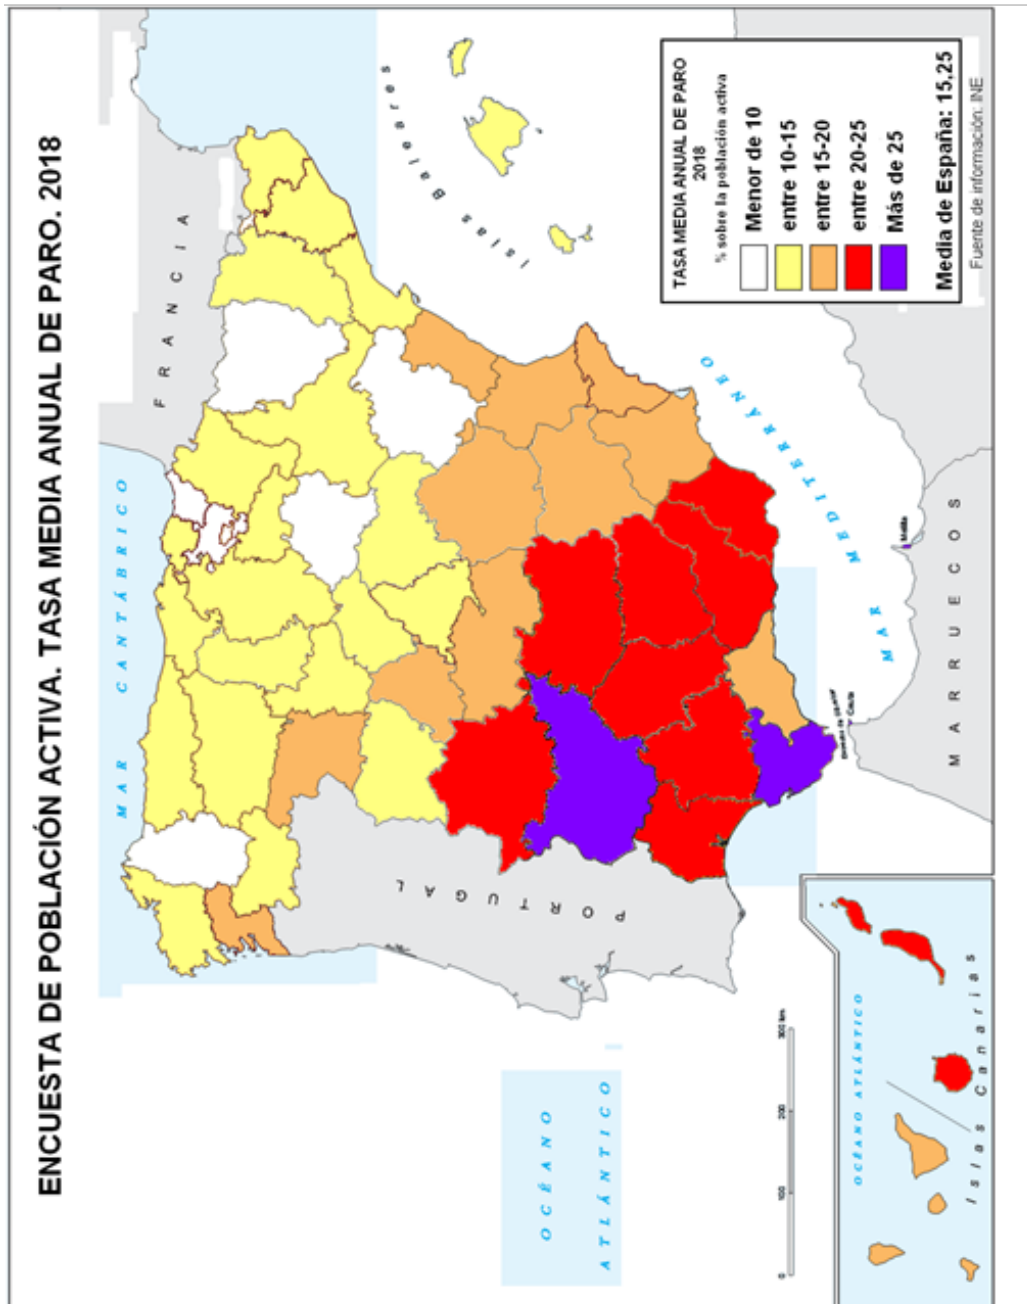 ENCUESTA DE POBLACIÓN ACTIVA. TASA MEDIA ANUAL DE PARO. 2018
MAR CANTÁBRICO
FRANCIA
Islas Baleares
PORTUGAL
MAR MEDITERRÁNEO
OCÉANO
ATLÁNTICO
Melilla
Ceuta
MARRUECOS
0 100 200 300 km
OCÉANO ATLÁNTICO
Islas Canarias
TASA MEDIA ANUAL DE PARO
2018
% sobre la población activa
Menor de 10
entre 10-15
entre 15-20
entre 20-25
Más de 25
Media de España: 15,25
Fuente de información: INE